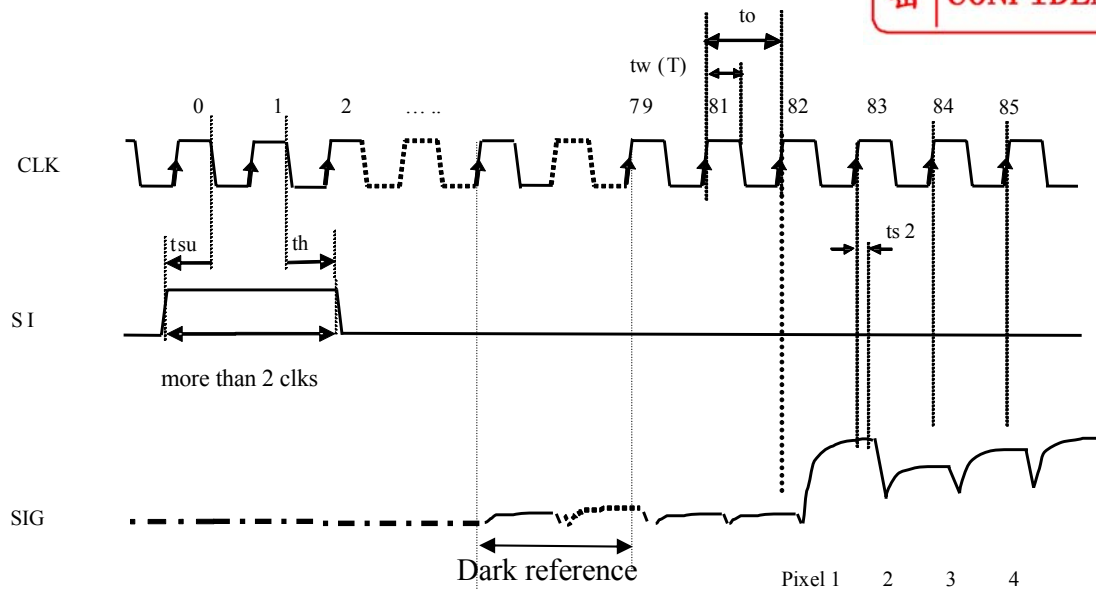 to
tw (T)
0 1 2 ... .. 79 81 82 83 84 85
CLK
tsu th ts 2
SI
more than 2 clks
SIG
Dark reference
Pixel 1 2 3 4